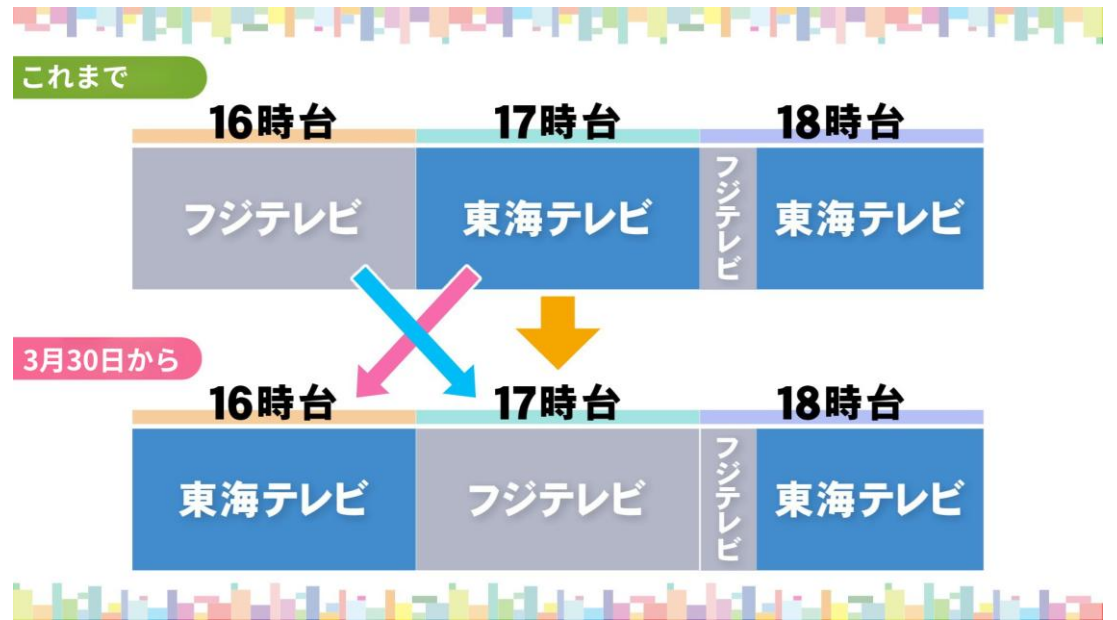 これまで
16時台
17時台
18時台
フジテレビ
東海テレビ
フジテレビ
東海テレビ
3月30日から
16時台
17時台
18時台
東海テレビ
フジテレビ
フジテレビ
東海テレビ